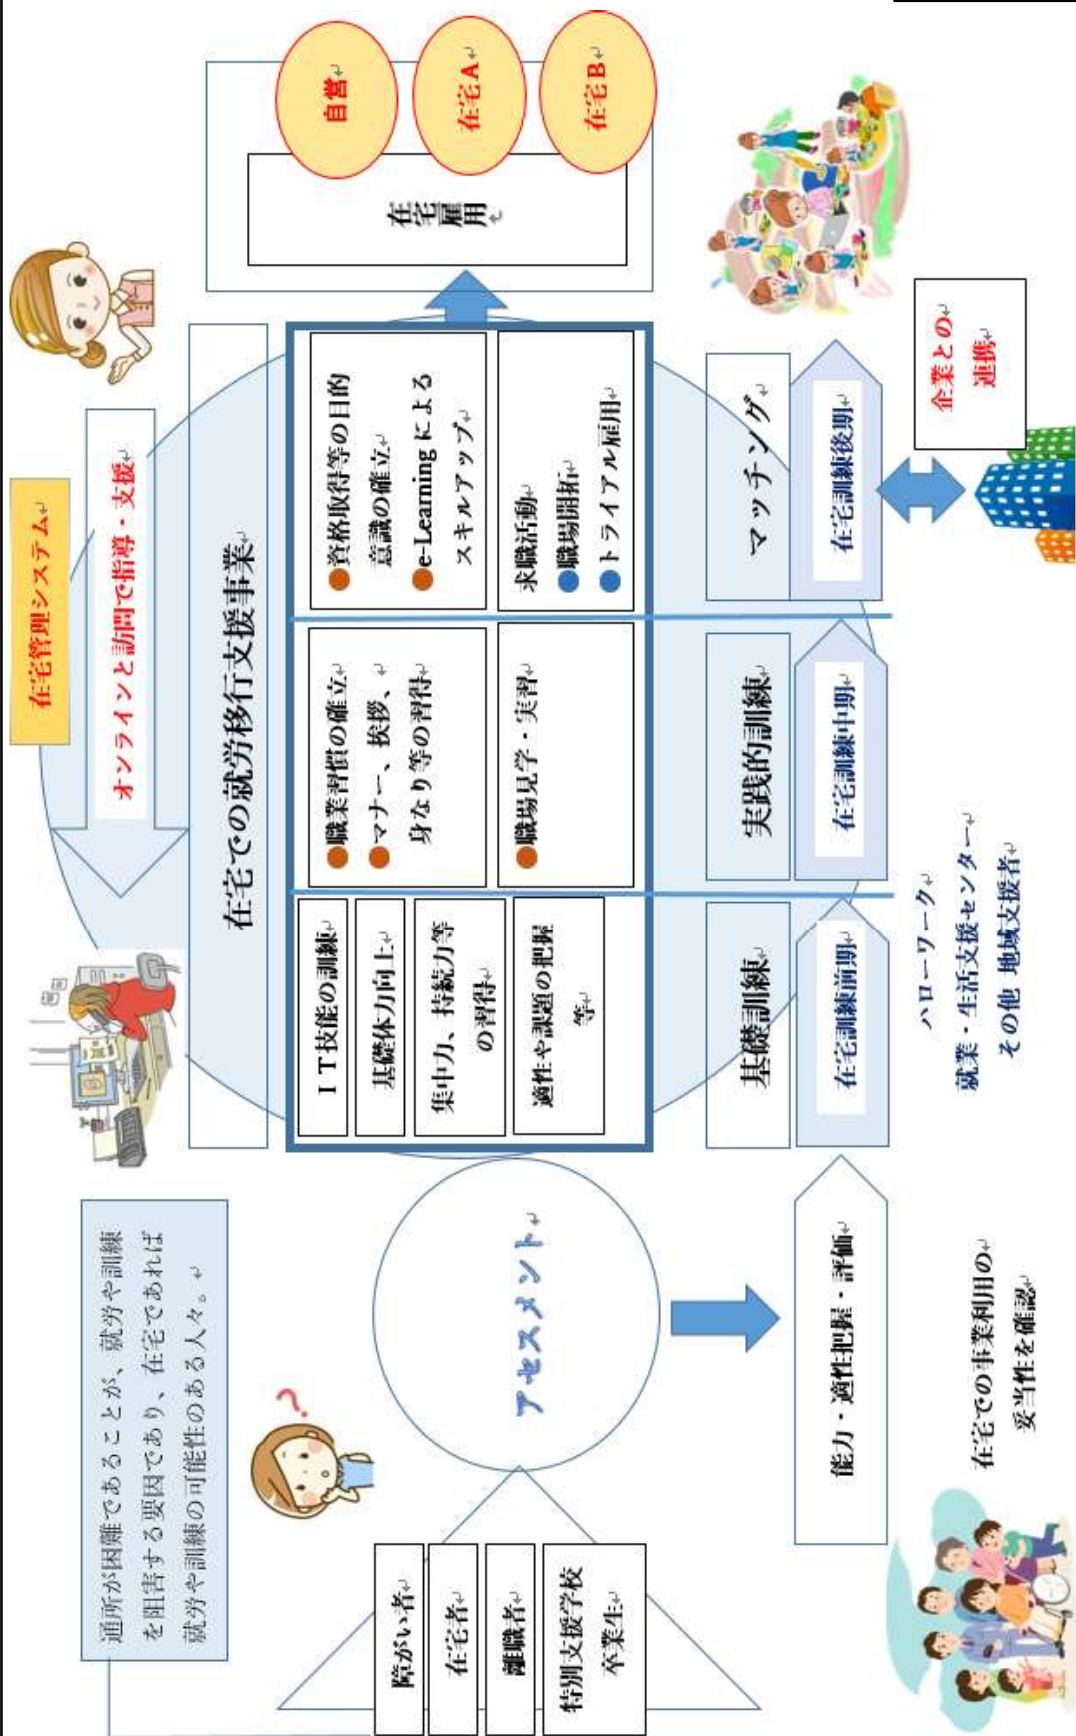 通所が困難であることが、就労や訓練
を阻害する要因であり、在宅であれば
就労や訓練の可能性のある人々。
障がい者
在宅者
離職者
特別支援学校
卒業生
アセスメント
能力・適性把握・評価
在宅での事業利用の
妥当性を確認
在宅管理システム
オンラインと訪問で指導・支援
在宅での就労移行支援事業
IT技能の訓練
基礎体力向上
集中力、持続力等
の習得
適性や課題の把握
等
●職業習慣の確立
●マナー、挨拶、
身なり等の習得
●職場見学・実習
●資格取得等の目的
意識の確立
●e-Learningによる
スキルアップ
求職活動
●職場開拓
●トライアル雇用
基礎訓練
実践的訓練
マッチング
在宅訓練前期
在宅訓練中期
在宅訓練後期
ハローワーク
就業・生活支援センター
その他 地域支援者
企業との
連携
在宅
雇用
自営
在宅A
在宅B